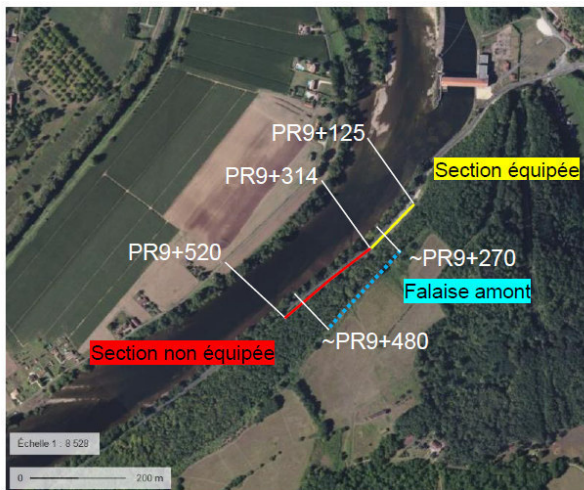 PR9+125
Section équipée
PR9+314
PR9+520
~PR9+270
Falaise amont
~PR9+480
Section non équipée
Échelle 1 : 8 528
0 200 m